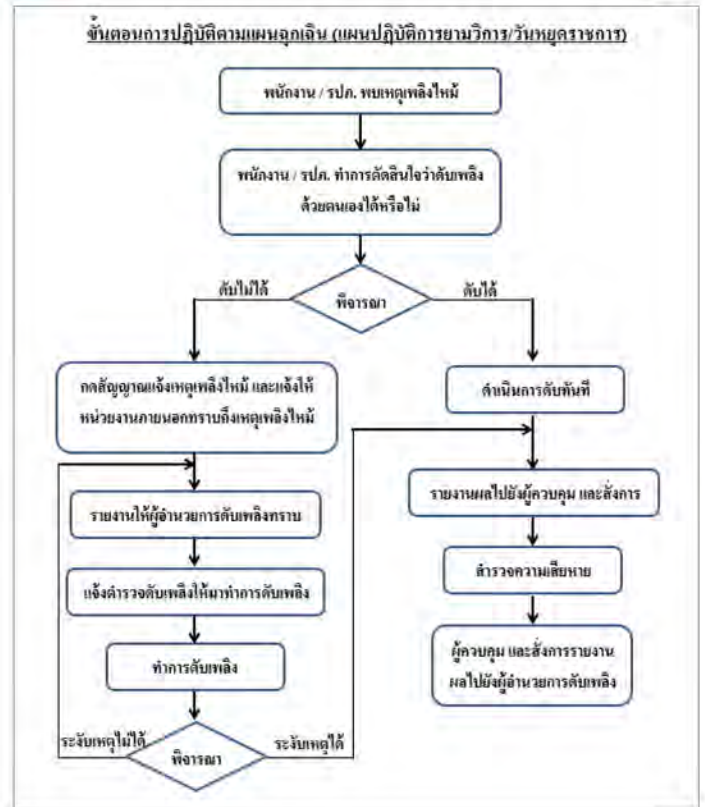 ขั้นตอนการปฏิบัติตามแผนฉุกเฉิน (แผนปฏิบัติการยามวิกาล/วันหยุดราชการ)
พนักงาน / รปภ. พบเหตุเพลิงไหม้
พนักงาน / รปภ. ทำการตัดสินใจว่าดับเพลิง
ด้วยตนเองได้หรือไม่
ดับไม่ได้
พิจารณา
ดับได้
กดสัญญาณแจ้งเหตุเพลิงไหม้ และแจ้งให้
หน่วยงานภายนอกทราบถึงเหตุเพลิงไหม้
ดำเนินการดับทันที
รายงานให้ผู้อำนวยการดับเพลิงทราบ
รายงานผลไปยังผู้ควบคุม และสั่งการ
แจ้งตำรวจดับเพลิงให้มาทำการดับเพลิง
สำรวจความเสียหาย
ทำการดับเพลิง
ผู้ควบคุม และสั่งการรายงาน
ผลไปยังผู้อำนวยการดับเพลิง
ระงับเหตุไม่ได้
พิจารณา
ระงับเหตุได้